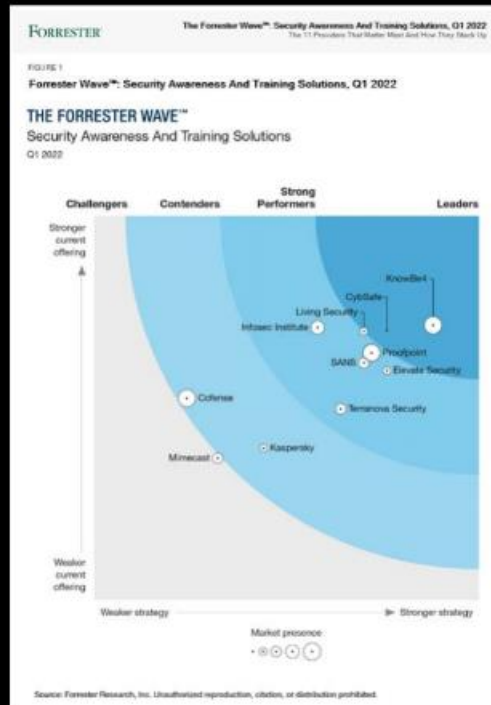 FORRESTER®
The Forrester Wave™: Security Awareness And Training Solutions, Q1 2022
The 11 Providers That Matter Most And How They Stack Up
FIGURE 1
Forrester Wave™: Security Awareness And Training Solutions, Q1 2022
THE FORRESTER WAVE™
Security Awareness And Training Solutions
Q1 2022
Challengers
Contenders
Strong
Performers
Leaders
Stronger
current
offering
KnowBe4
CybSafe
Living Security
Infosec Institute
Proofpoint
SANS
Elevate Security
Cofense
Terranova Security
Kaspersky
Mimecast
Weaker
current
offering
Weaker strategy
Stronger strategy
Market presence
Source: Forrester Research, Inc. Unauthorized reproduction, citation, or distribution prohibited.